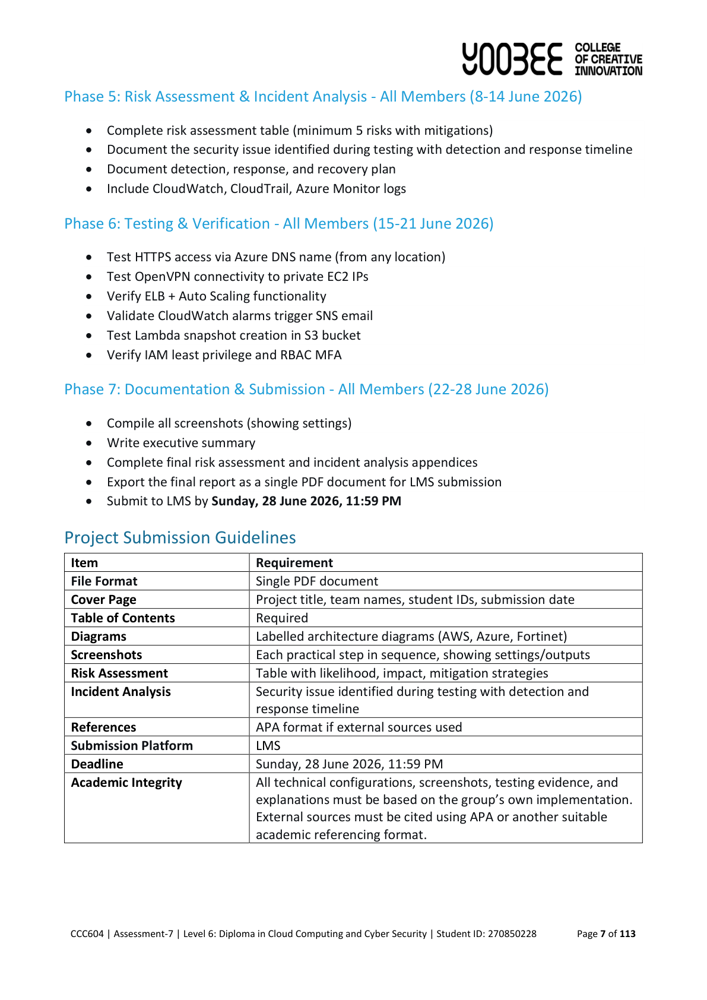 YOOBEE
COLLEGE
OF CREATIVE
INNOVATION
Phase 5: Risk Assessment & Incident Analysis - All Members (8-14 June 2026)
• Complete risk assessment table (minimum 5 risks with mitigations)
• Document the security issue identified during testing with detection and response timeline
• Document detection, response, and recovery plan
• Include CloudWatch, CloudTrail, Azure Monitor logs
Phase 6: Testing & Verification - All Members (15-21 June 2026)
• Test HTTPS access via Azure DNS name (from any location)
• Test OpenVPN connectivity to private EC2 IPs
• Verify ELB + Auto Scaling functionality
• Validate CloudWatch alarms trigger SNS email
• Test Lambda snapshot creation in S3 bucket
• Verify IAM least privilege and RBAC MFA
Phase 7: Documentation & Submission - All Members (22-28 June 2026)
• Compile all screenshots (showing settings)
• Write executive summary
• Complete final risk assessment and incident analysis appendices
• Export the final report as a single PDF document for LMS submission
• Submit to LMS by Sunday, 28 June 2026, 11:59 PM
Project Submission Guidelines
Item Requirement
File Format Single PDF document
Cover Page Project title, team names, student IDs, submission date
Table of Contents Required
Diagrams Labelled architecture diagrams (AWS, Azure, Fortinet)
Screenshots Each practical step in sequence, showing settings/outputs
Risk Assessment Table with likelihood, impact, mitigation strategies
Incident Analysis Security issue identified during testing with detection and
response timeline
References APA format if external sources used
Submission Platform LMS
Deadline Sunday, 28 June 2026, 11:59 PM
Academic Integrity All technical configurations, screenshots, testing evidence, and
explanations must be based on the group’s own implementation.
External sources must be cited using APA or another suitable
academic referencing format.
CCC604 | Assessment-7 | Level 6: Diploma in Cloud Computing and Cyber Security | Student ID: 270850228 Page 7 of 113